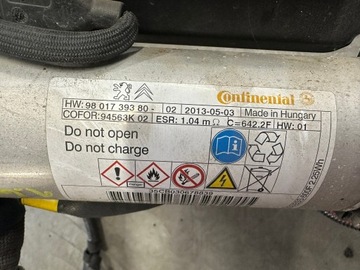 Continental
HW: 98 017 393 80 - 02 2013-05-03 Made in Hungary
COFOR:94563K 02 ESR: 1.04 mΩ C=642.2F HW: 01
Do not open
Do not charge